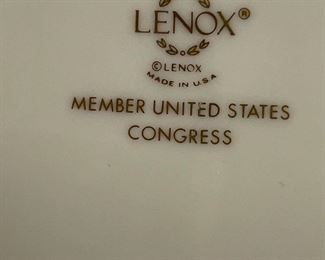 LENOX®
©LENOX
MADE IN U.S.A.
MEMBER UNITED STATES
CONGRESS